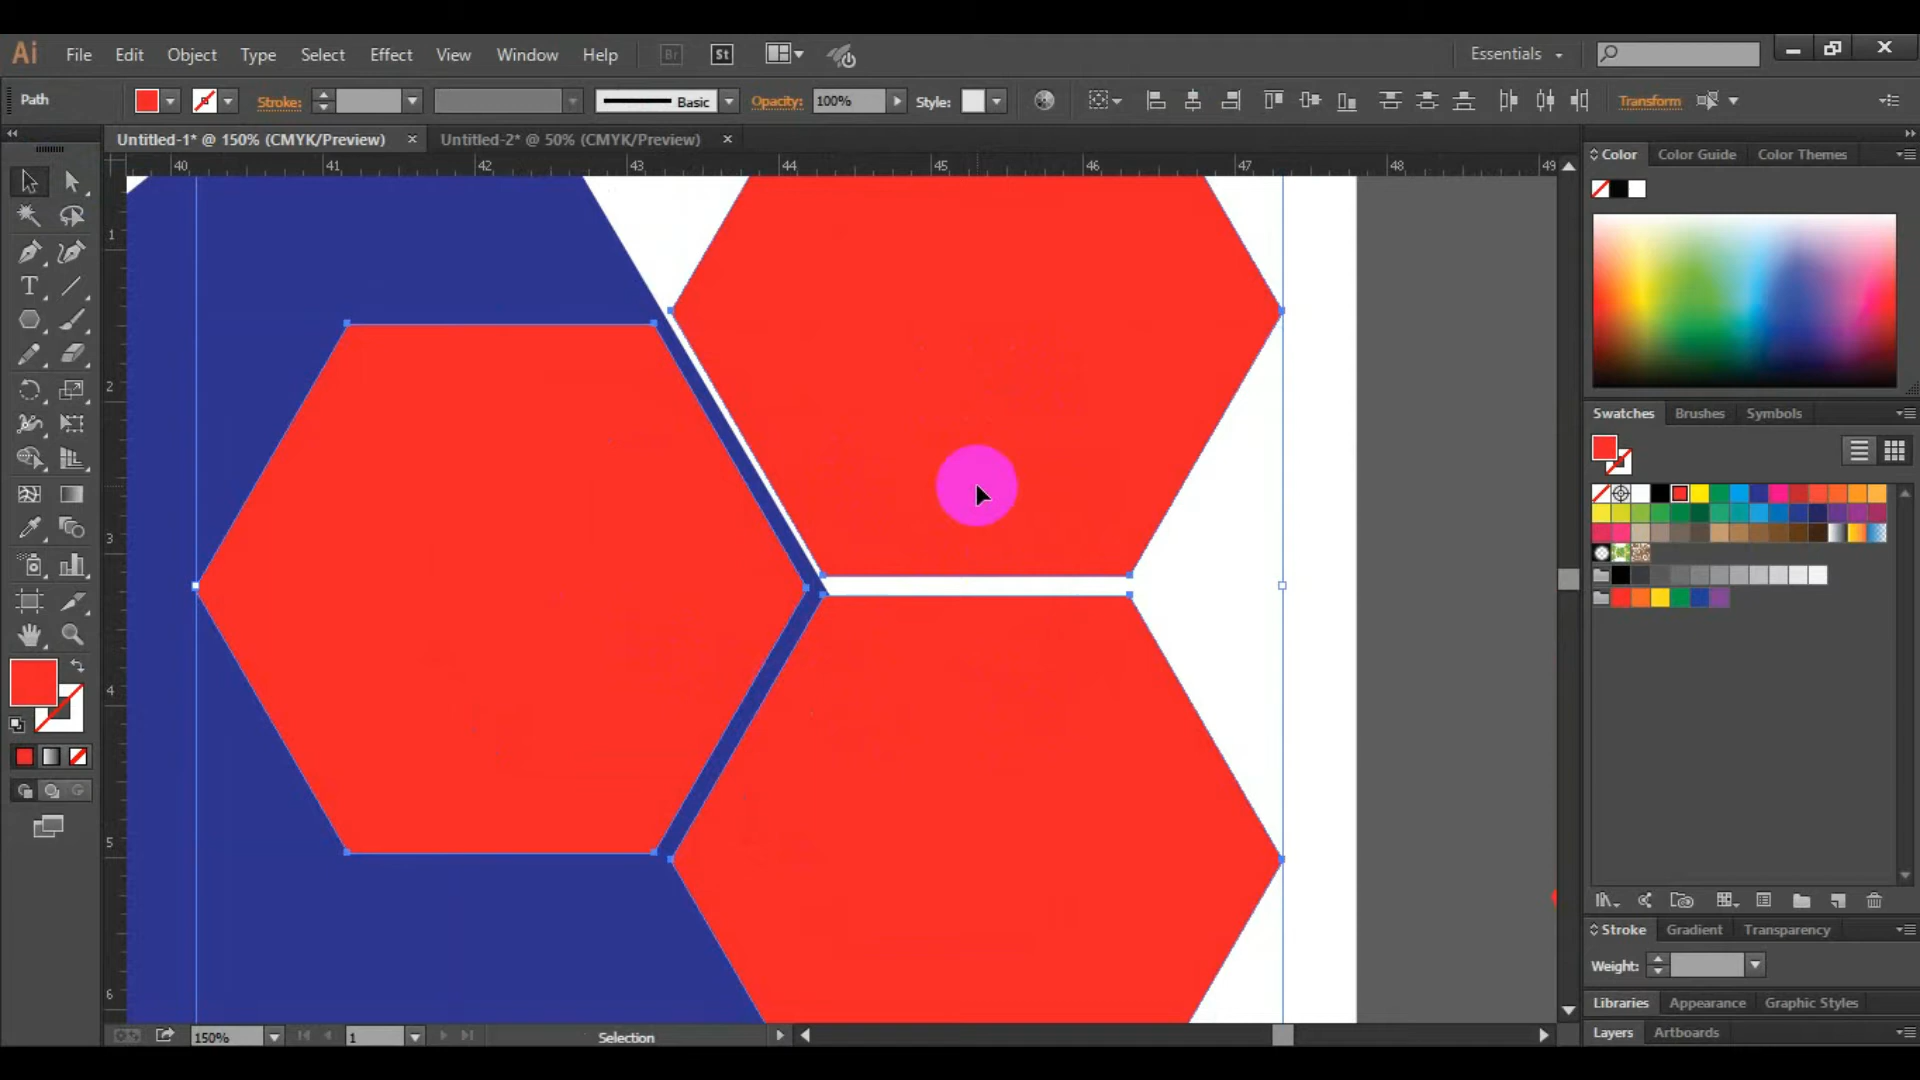 Ai File Edit Object Type Select Effect View Window Help Br St Essentials
Path Stroke: Basic Opacity: 100% Style: Transform
Untitled-1* @ 150% (CMYK/Preview) × Untitled-2* @ 50% (CMYK/Preview) ×
40 41 42 43 44 45 46 47 48 49
1
2
3
4
5
6
T
Color Color Guide Color Themes
Swatches Brushes Symbols
Stroke Gradient Transparency
Weight:
Libraries Appearance Graphic Styles
Layers Artboards
150% 1 Selection